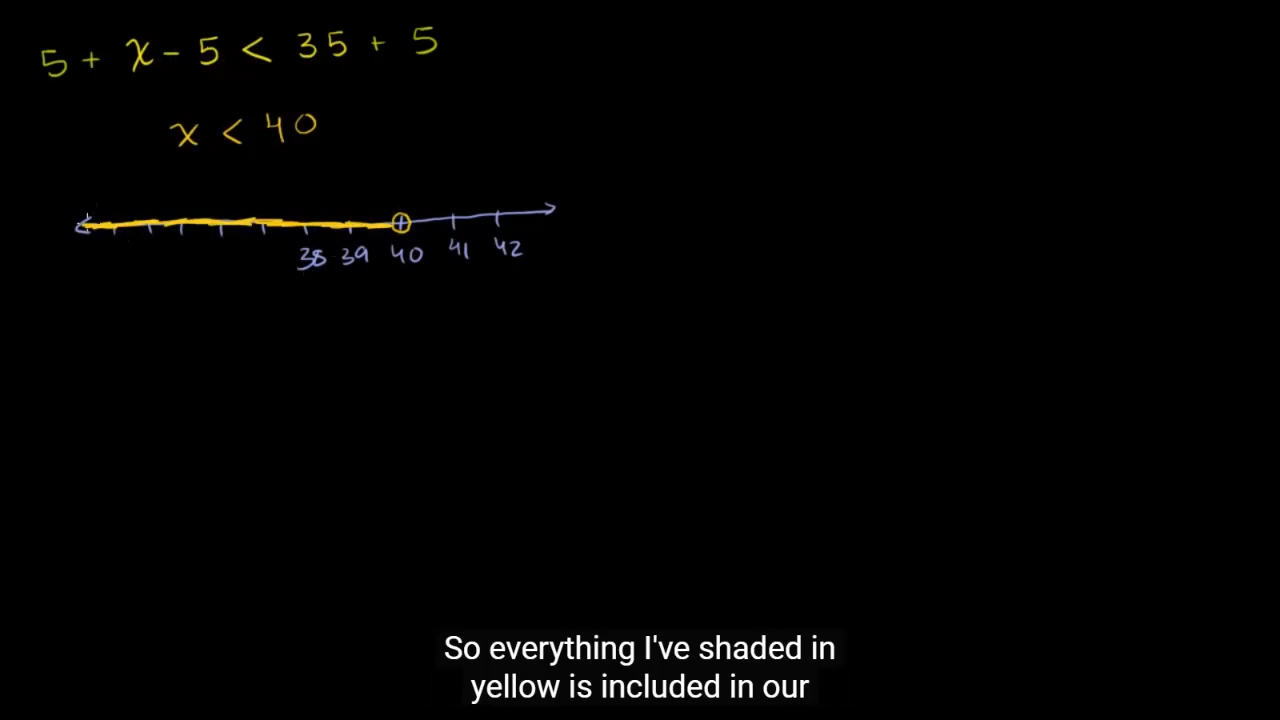 5 + x - 5 < 35 + 5
x < 40
38 39 40 41 42
So everything I've shaded in
yellow is included in our